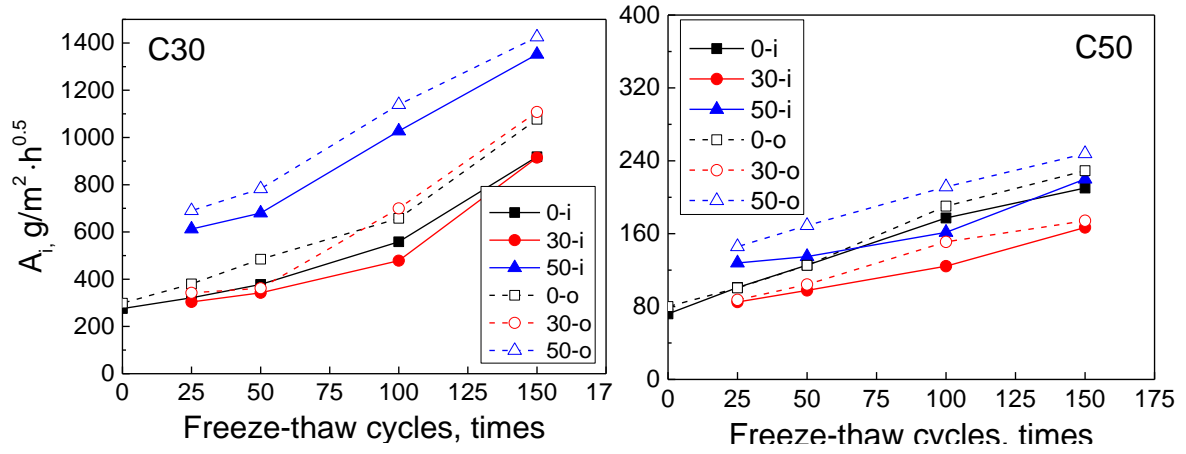 C30
1400
1200
1000
800
600
400
200
0
A_i, g/m² ·h^0.5
0-i
30-i
50-i
0-o
30-o
50-o
0 25 50 75 100 125 150 17
Freeze-thaw cycles, times
C50
400
320
240
160
80
0
0-i
30-i
50-i
0-o
30-o
50-o
0 25 50 75 100 125 150 175
Freeze-thaw cycles, times